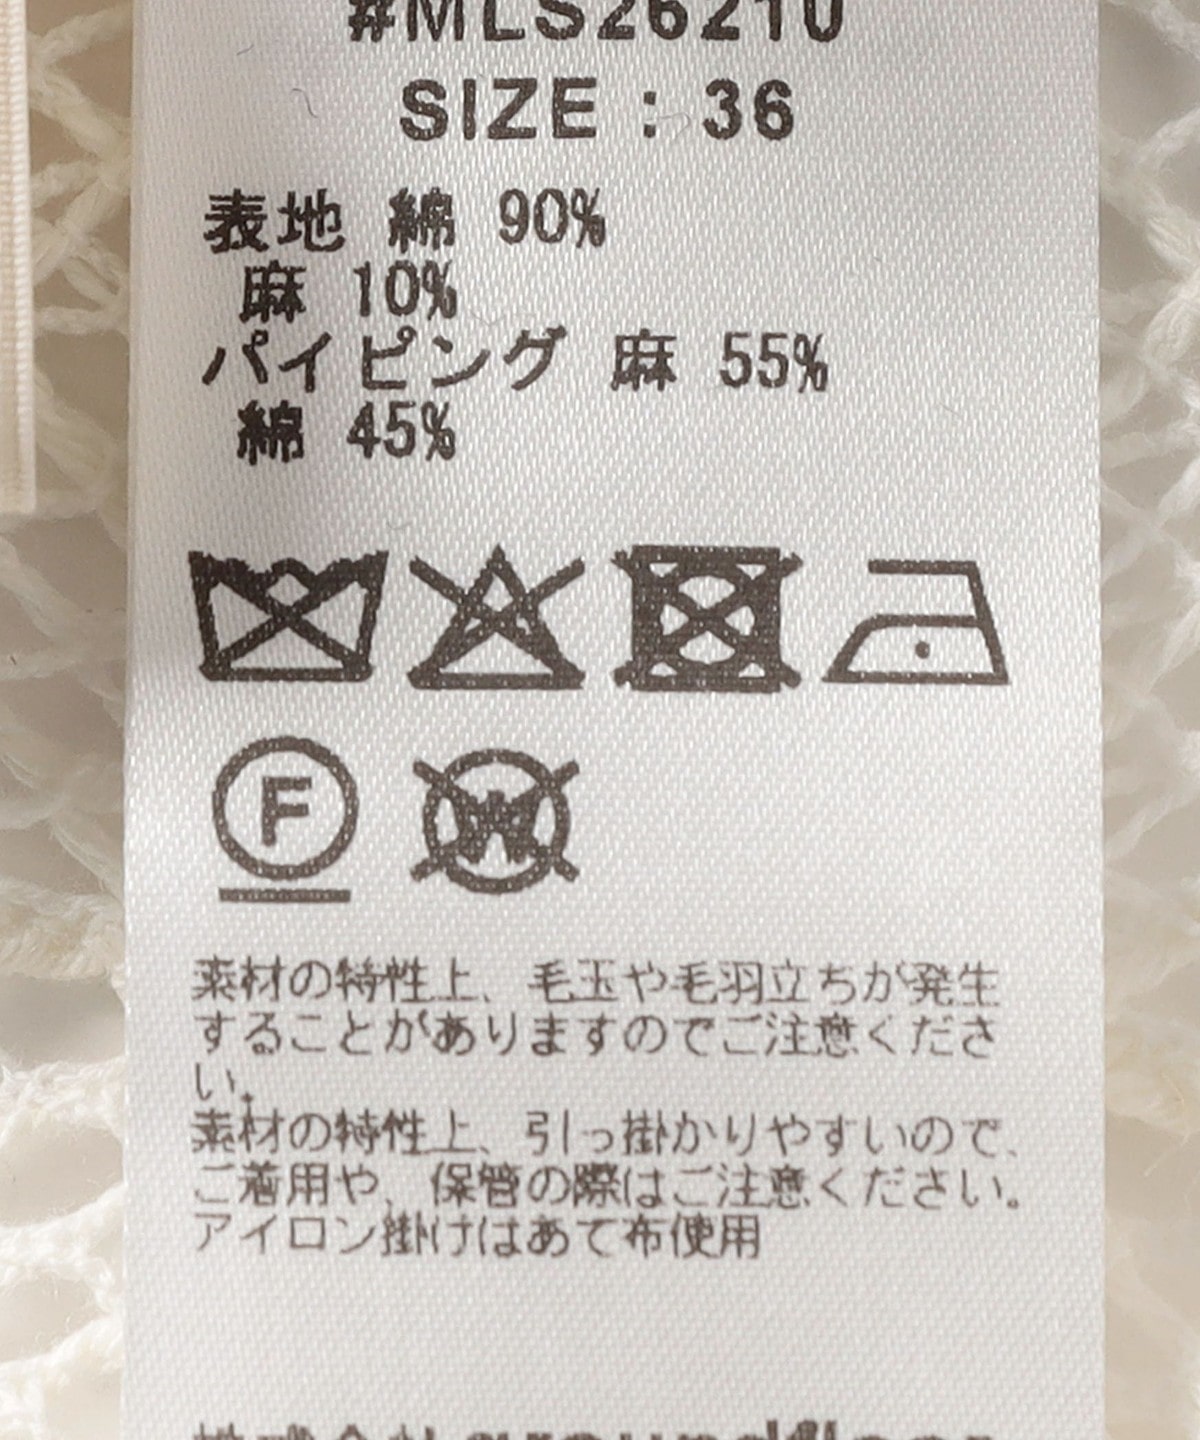 #MLS26210
SIZE : 36
表地 綿 90%
麻 10%
パイピング 麻 55%
綿 45%
F
W
素材の特性上、毛玉や毛羽立ちが発生
することがありますのでご注意くださ
い。
素材の特性上、引っ掛かりやすいので、
ご着用や、保管の際はご注意ください。
アイロン掛けはあて布使用
株式会社